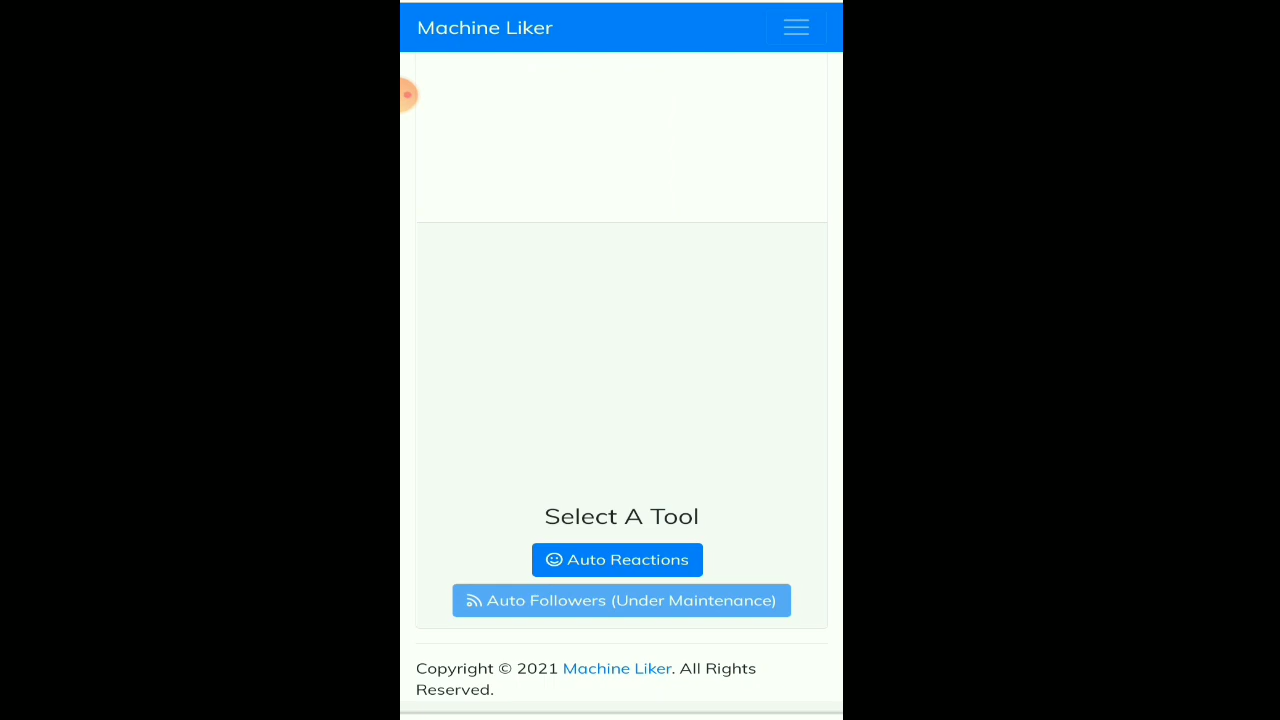 Machine Liker
Select A Tool
Auto Reactions
Auto Followers (Under Maintenance)
Copyright © 2021 Machine Liker. All Rights
Reserved.